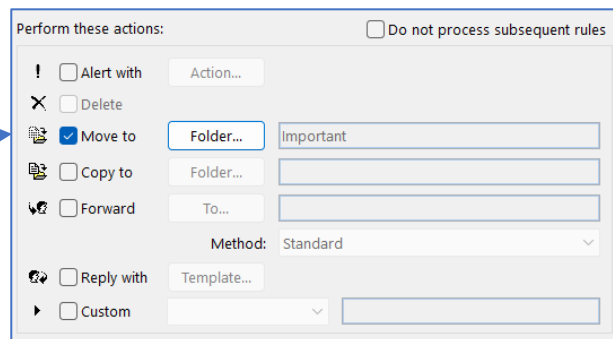 Perform these actions: Do not process subsequent rules
! Alert with Action...
Delete
Move to Folder... Important
Copy to Folder...
Forward To...
Method: Standard
Reply with Template...
Custom